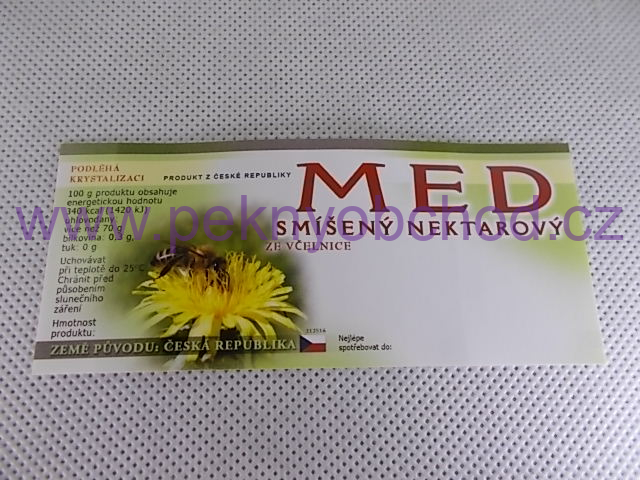 PODLÉHÁ
KRYSTALIZACI
PRODUKT Z ČESKÉ REPUBLIKY
MED
SMÍŠENÝ NEKTAROVÝ
ZE VČELNICE
100 g produktu obsahuje
energetickou hodnotu
340 kcal (1420 kJ)
uhlovodany:
více než 70 g
bílkovina: 0,3 g,
tuk: 0 g
Uchovávat
při teplotě do 25°C
Chránit před
působením
slunečního
záření
Hmotnost
produktu:
ZEMĚ PŮVODU: ČESKÁ REPUBLIKA
Nejlépe
spotřebovat do:
www.peknyobchod.cz